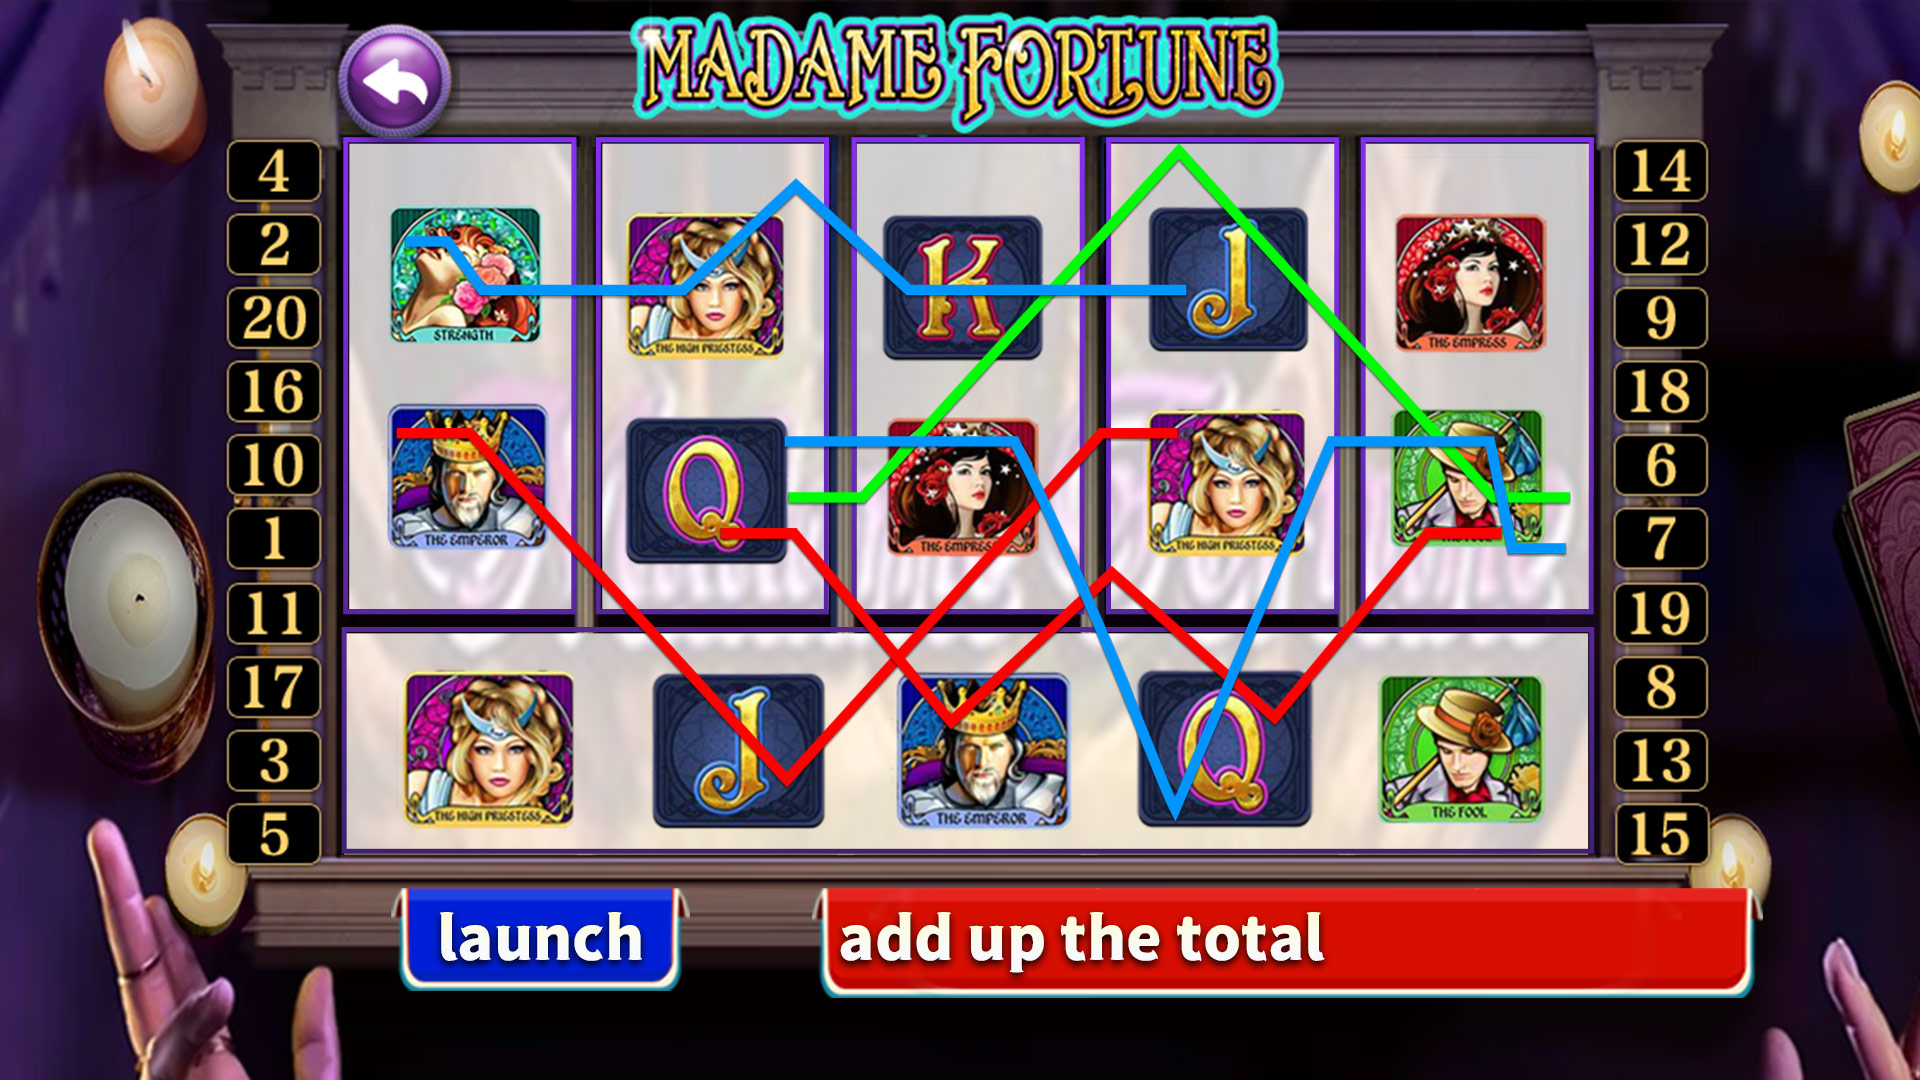 MADAME FORTUNE
4
14
2
12
20
9
16
18
10
6
1
7
11
19
17
8
3
13
5
15
STRENGTH
THE HIGH PRIESTESS
K
J
THE EMPRESS
THE EMPEROR
Q
THE EMPRESS
THE HIGH PRIESTESS
THE HIGH PRIESTESS
J
THE EMPEROR
Q
THE FOOL
launch
add up the total